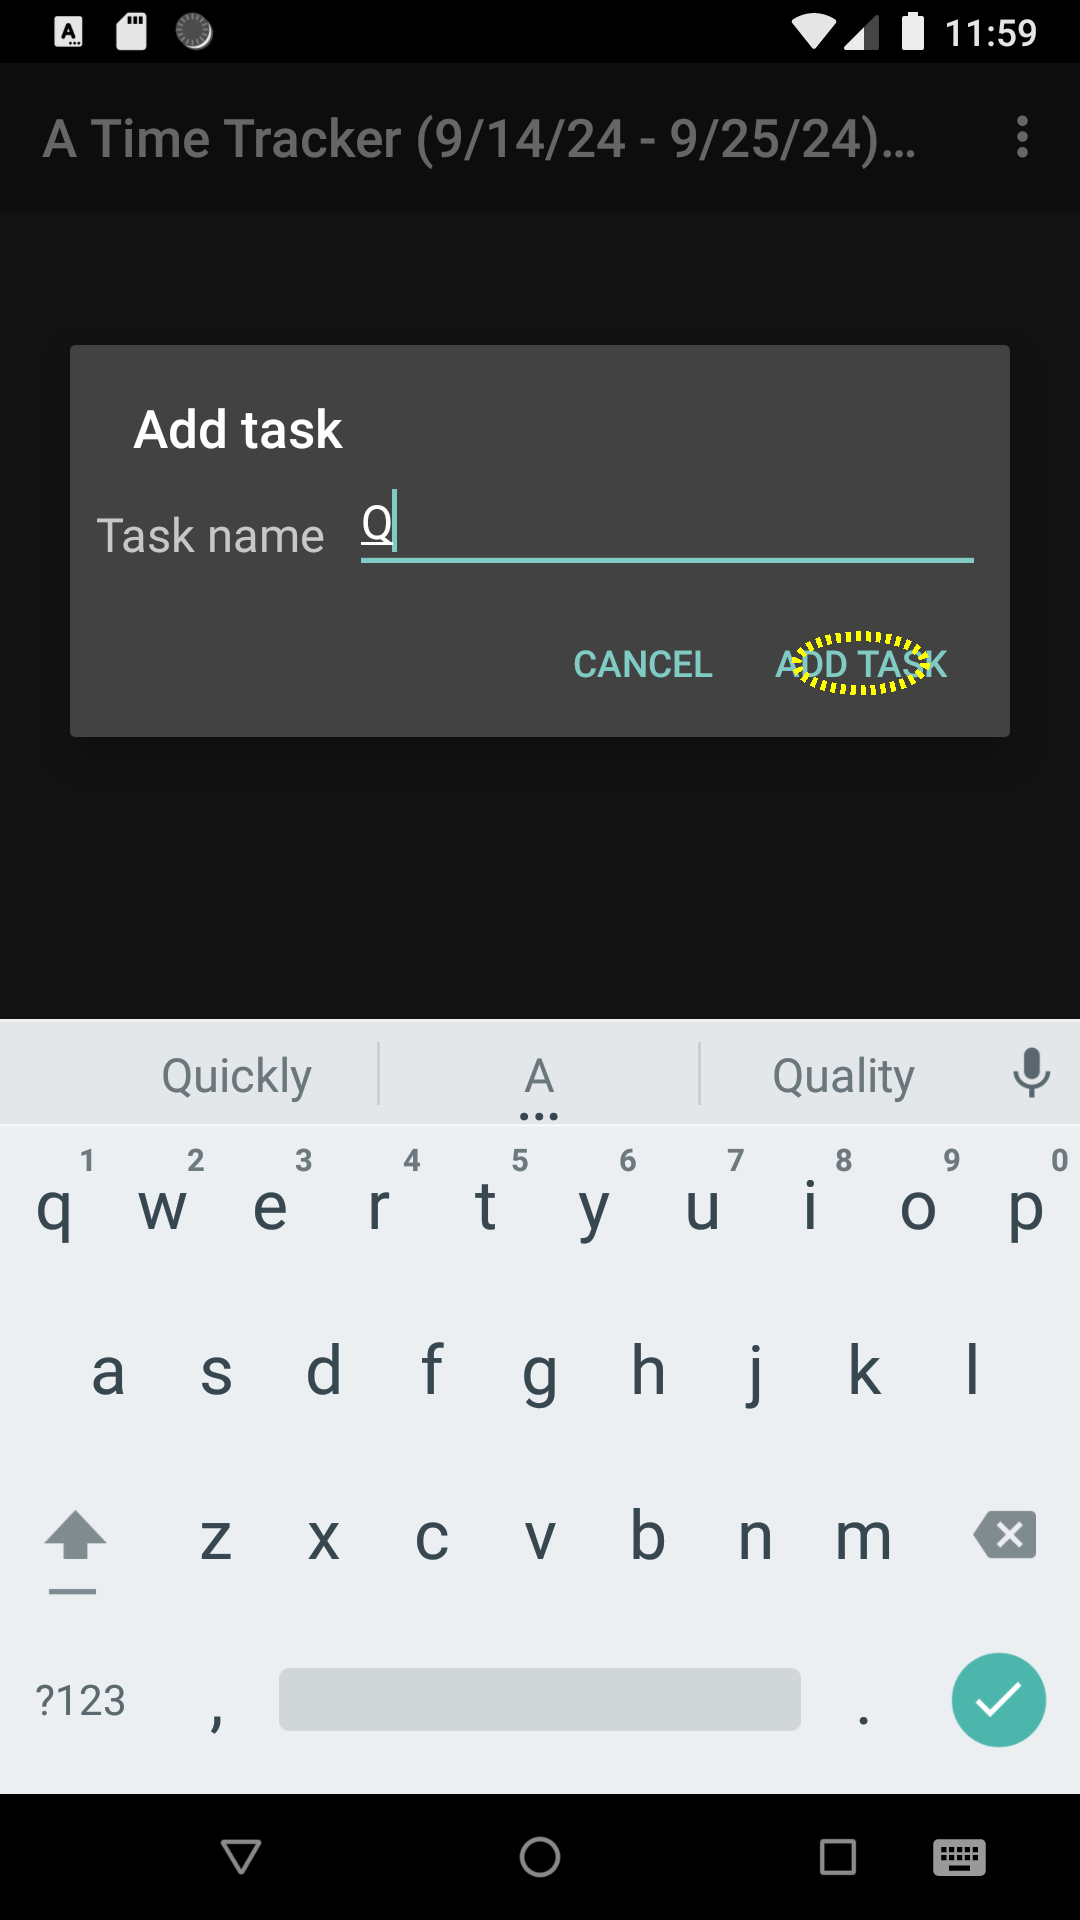 11:59
A Time Tracker (9/14/24 - 9/25/24)...
Add task
Task name Q
CANCEL ADD TASK
Quickly A Quality
1 2 3 4 5 6 7 8 9 0
q w e r t y u i o p
a s d f g h j k l
z x c v b n m
?123 , .